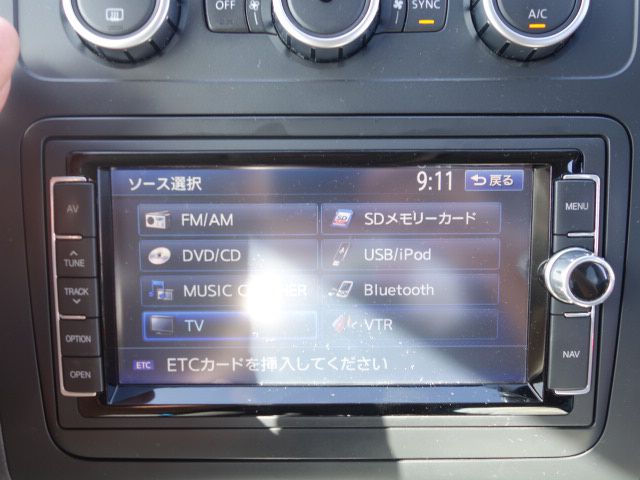 OFF
SYNC
A/C
ソース選択
9:11
戻る
AV
TUNE
TRACK
OPTION
OPEN
FM/AM
SDメモリーカード
DVD/CD
USB/iPod
MUSIC
Bluetooth
TV
VTR
ETC ETCカードを挿入してください
MENU
NAV